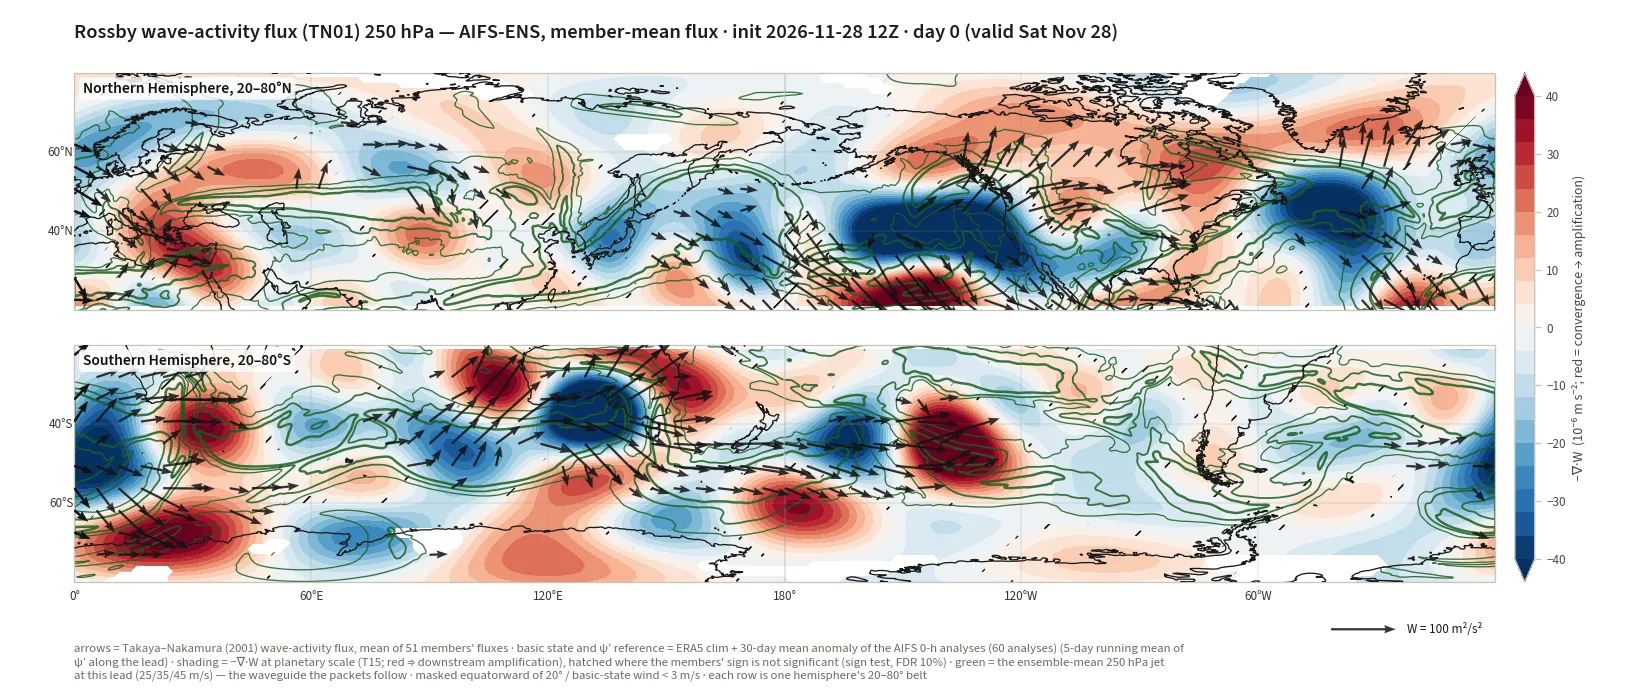 Rossby wave-activity flux (TN01) 250 hPa — AIFS-ENS, member-mean flux · init 2026-11-28 12Z · day 0 (valid Sat Nov 28)
Northern Hemisphere, 20–80°N
60°N
40°N
Southern Hemisphere, 20–80°S
40°S
60°S
0°
60°E
120°E
180°
120°W
60°W
40
30
20
10
0
−10
−20
−30
−40
−∇·W (10⁻⁶ m s⁻²; red = convergence → amplification)
W = 100 m²/s²
arrows = Takaya–Nakamura (2001) wave-activity flux, mean of 51 members' fluxes · basic state and ψ' reference = ERA5 clim + 30-day mean anomaly of the AIFS 0-h analyses (60 analyses) (5-day running mean of
ψ' along the lead) · shading = −∇·W at planetary scale (T15; red ⇒ downstream amplification), hatched where the members' sign is not significant (sign test, FDR 10%) · green = the ensemble-mean 250 hPa jet
at this lead (25/35/45 m/s) — the waveguide the packets follow · masked equatorward of 20° / basic-state wind < 3 m/s · each row is one hemisphere's 20–80° belt